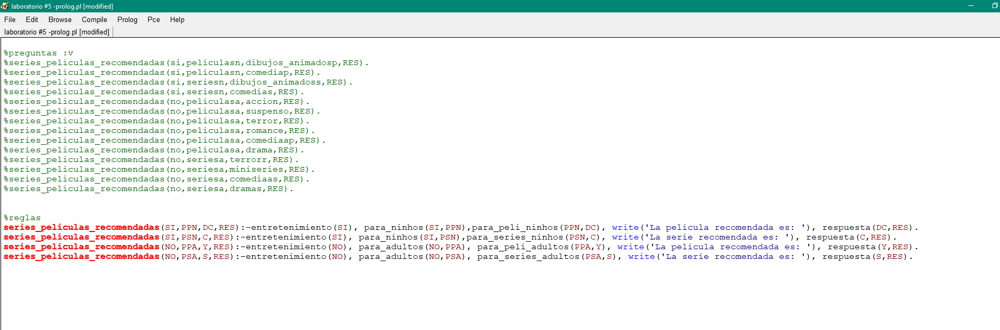 laboratorio #5 -prolog.pl [modified]
File Edit Browse Compile Prolog Pce Help
laboratorio #5 -prolog.pl [modified]
%preguntas :v
%series_peliculas_recomendadas(si,peliculasn,dibujos_animadosp,RES).
%series_peliculas_recomendadas(si,peliculasn,comediap,RES).
%series_peliculas_recomendadas(si,seriesn,dibujos_animadoss,RES).
%series_peliculas_recomendadas(si,seriesn,comedias,RES).
%series_peliculas_recomendadas(no,peliculasa,accion,RES).
%series_peliculas_recomendadas(no,peliculasa,suspenso,RES).
%series_peliculas_recomendadas(no,peliculasa,terror,RES).
%series_peliculas_recomendadas(no,peliculasa,romance,RES).
%series_peliculas_recomendadas(no,peliculasa,comediaap,RES).
%series_peliculas_recomendadas(no,peliculasa,drama,RES).
%series_peliculas_recomendadas(no,seriesa,terrorr,RES).
%series_peliculas_recomendadas(no,seriesa,miniseries,RES).
%series_peliculas_recomendadas(no,seriesa,comediaas,RES).
%series_peliculas_recomendadas(no,seriesa,dramas,RES).
%reglas
series_peliculas_recomendadas(SI,PPN,DC,RES):-entretenimiento(SI), para_ninhos(SI,PPN),para_peli_ninhos(PPN,DC), write('La pelicula recomendada es: '), respuesta(DC,RES).
series_peliculas_recomendadas(SI,PSN,C,RES):-entretenimiento(SI), para_ninhos(SI,PSN),para_series_ninhos(PSN,C), write('La serie recomendada es: '), respuesta(C,RES).
series_peliculas_recomendadas(NO,PPA,Y,RES):-entretenimiento(NO), para_adultos(NO,PPA), para_peli_adultos(PPA,Y), write('La pelicula recomendada es: '), respuesta(Y,RES).
series_peliculas_recomendadas(NO,PSA,S,RES):-entretenimiento(NO), para_adultos(NO,PSA), para_series_adultos(PSA,S), write('La serie recomendada es: '), respuesta(S,RES).